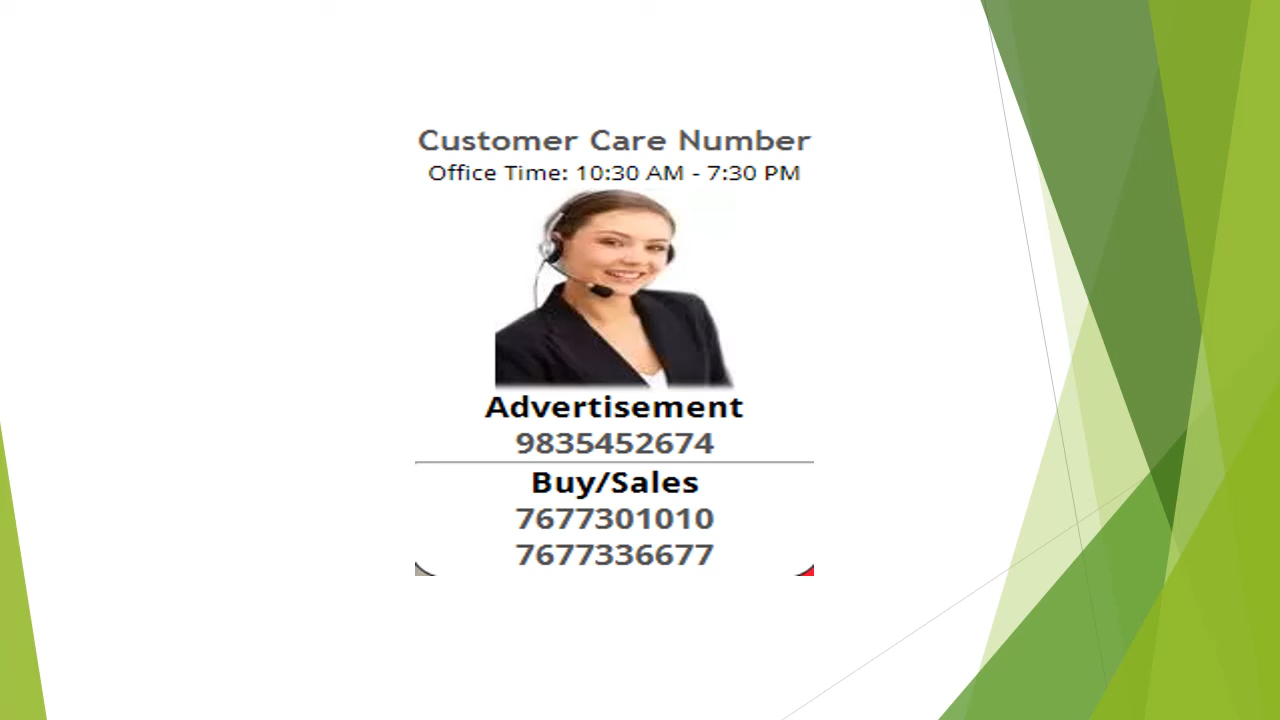 Customer Care Number
Office Time: 10:30 AM - 7:30 PM
Advertisement
9835452674
Buy/Sales
7677301010
7677336677